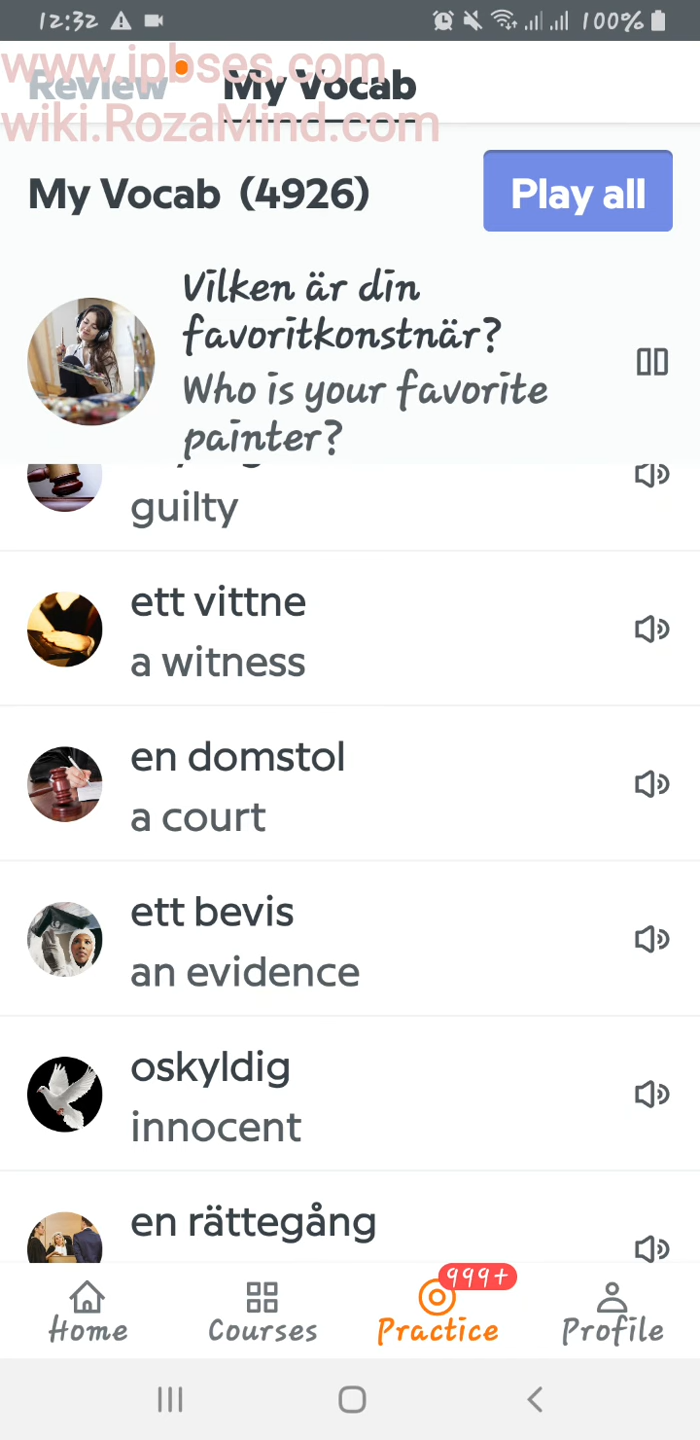 12:32
100%
www.ipbses.com
Review My Vocab
wiki.RozaMind.com
My Vocab (4926)
Play all
Vilken är din
favoritkonstnär?
Who is your favorite
painter?
guilty
ett vittne
a witness
en domstol
a court
ett bevis
an evidence
oskyldig
innocent
en rättegång
999+
Home
Courses
Practice
Profile